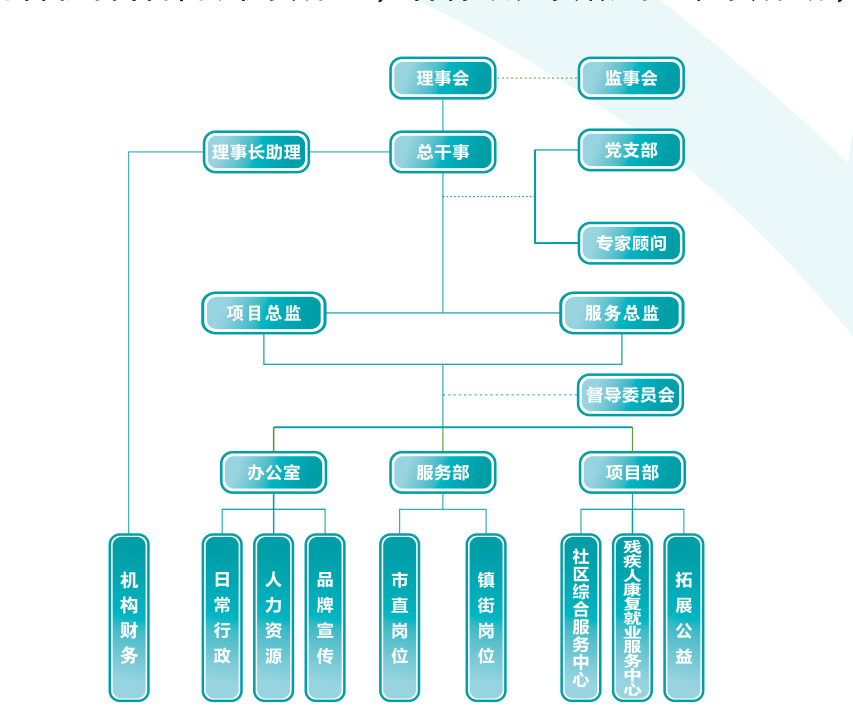 理事会
监事会
理事长助理
总干事
党支部
专家顾问
项目总监
服务总监
督导委员会
办公室
服务部
项目部
机构财务
日常行政
人力资源
品牌宣传
市直岗位
镇街岗位
社区综合服务中心
残疾人康复就业服务中心
拓展公益